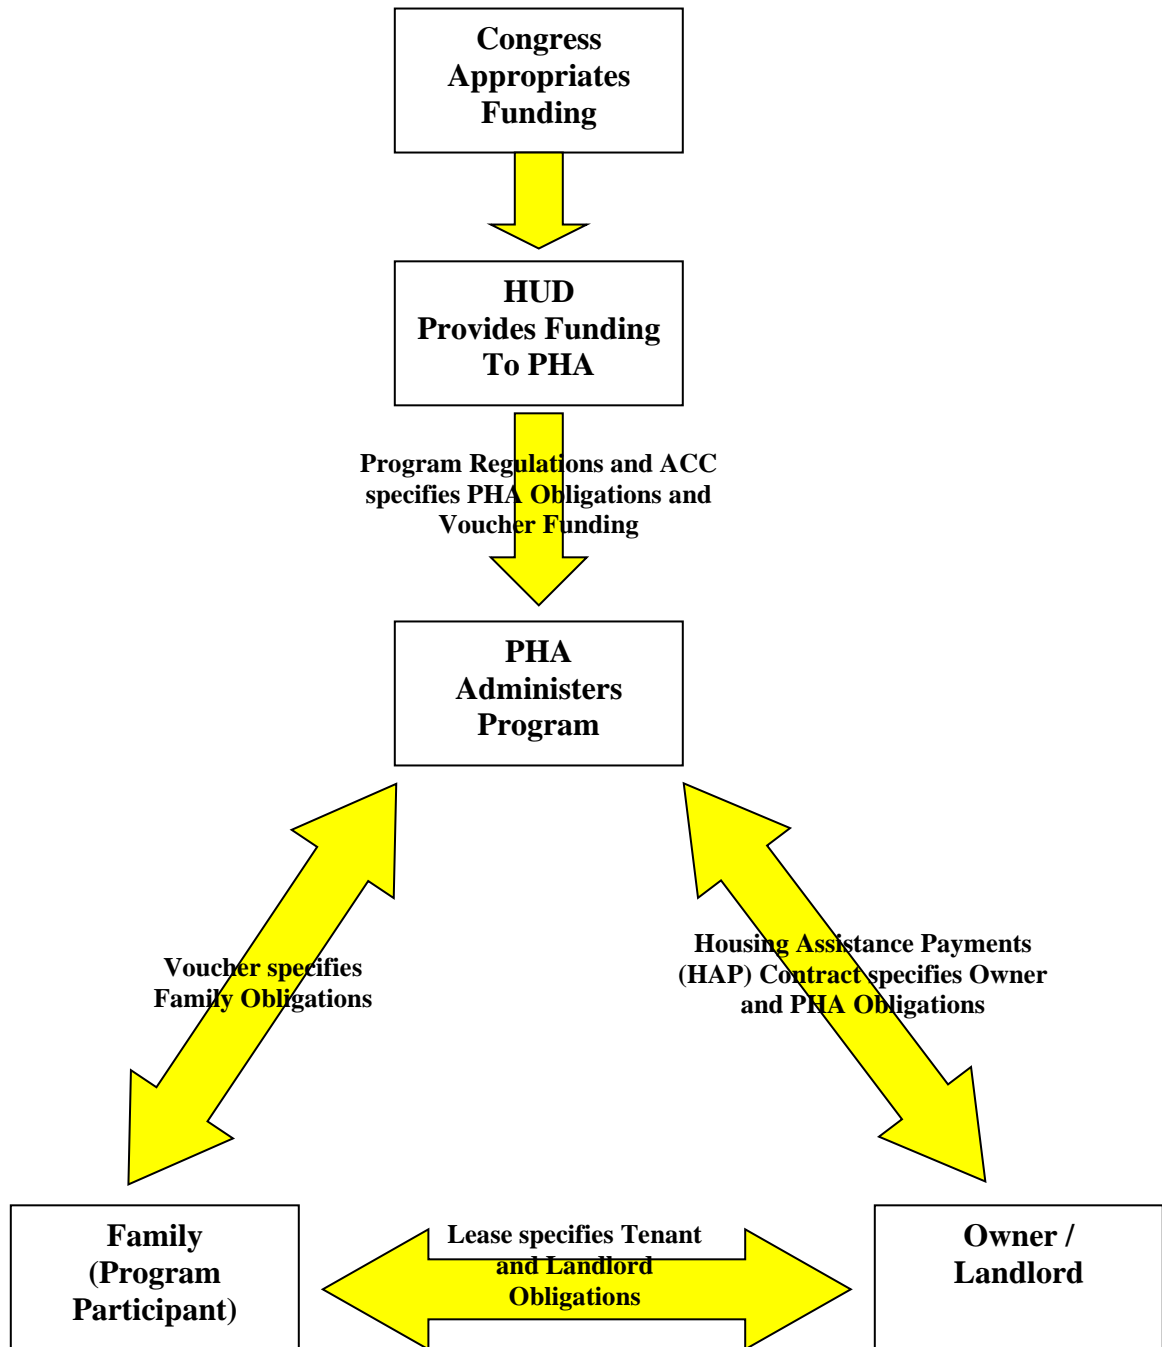 Congress
Appropriates
Funding
HUD
Provides Funding
To PHA
Program Regulations and ACC
specifies PHA Obligations and
Voucher Funding
PHA
Administers
Program
Voucher specifies
Family Obligations
Housing Assistance Payments
(HAP) Contract specifies Owner
and PHA Obligations
Family
(Program
Participant)
Lease specifies Tenant
and Landlord
Obligations
Owner /
Landlord